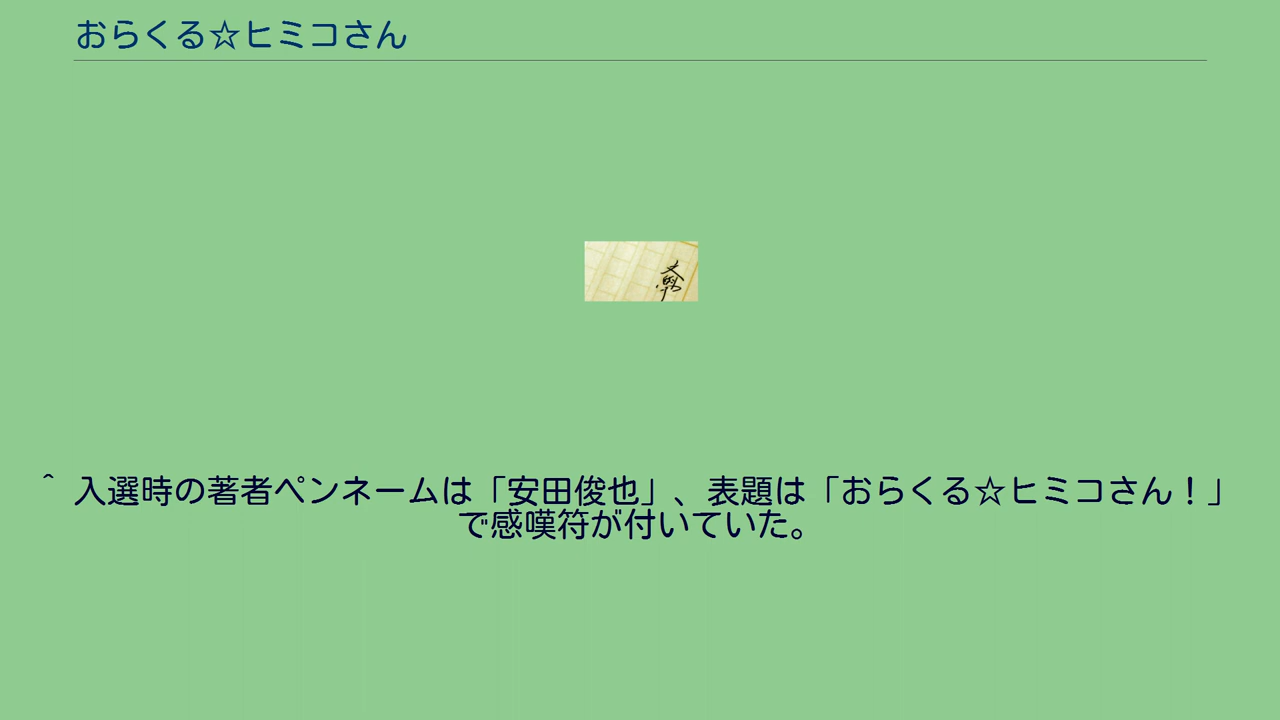 おらくる☆ヒミコさん
^ 入選時の著者ペンネームは「安田俊也」、表題は「おらくる☆ヒミコさん！」
で感嘆符が付いていた。